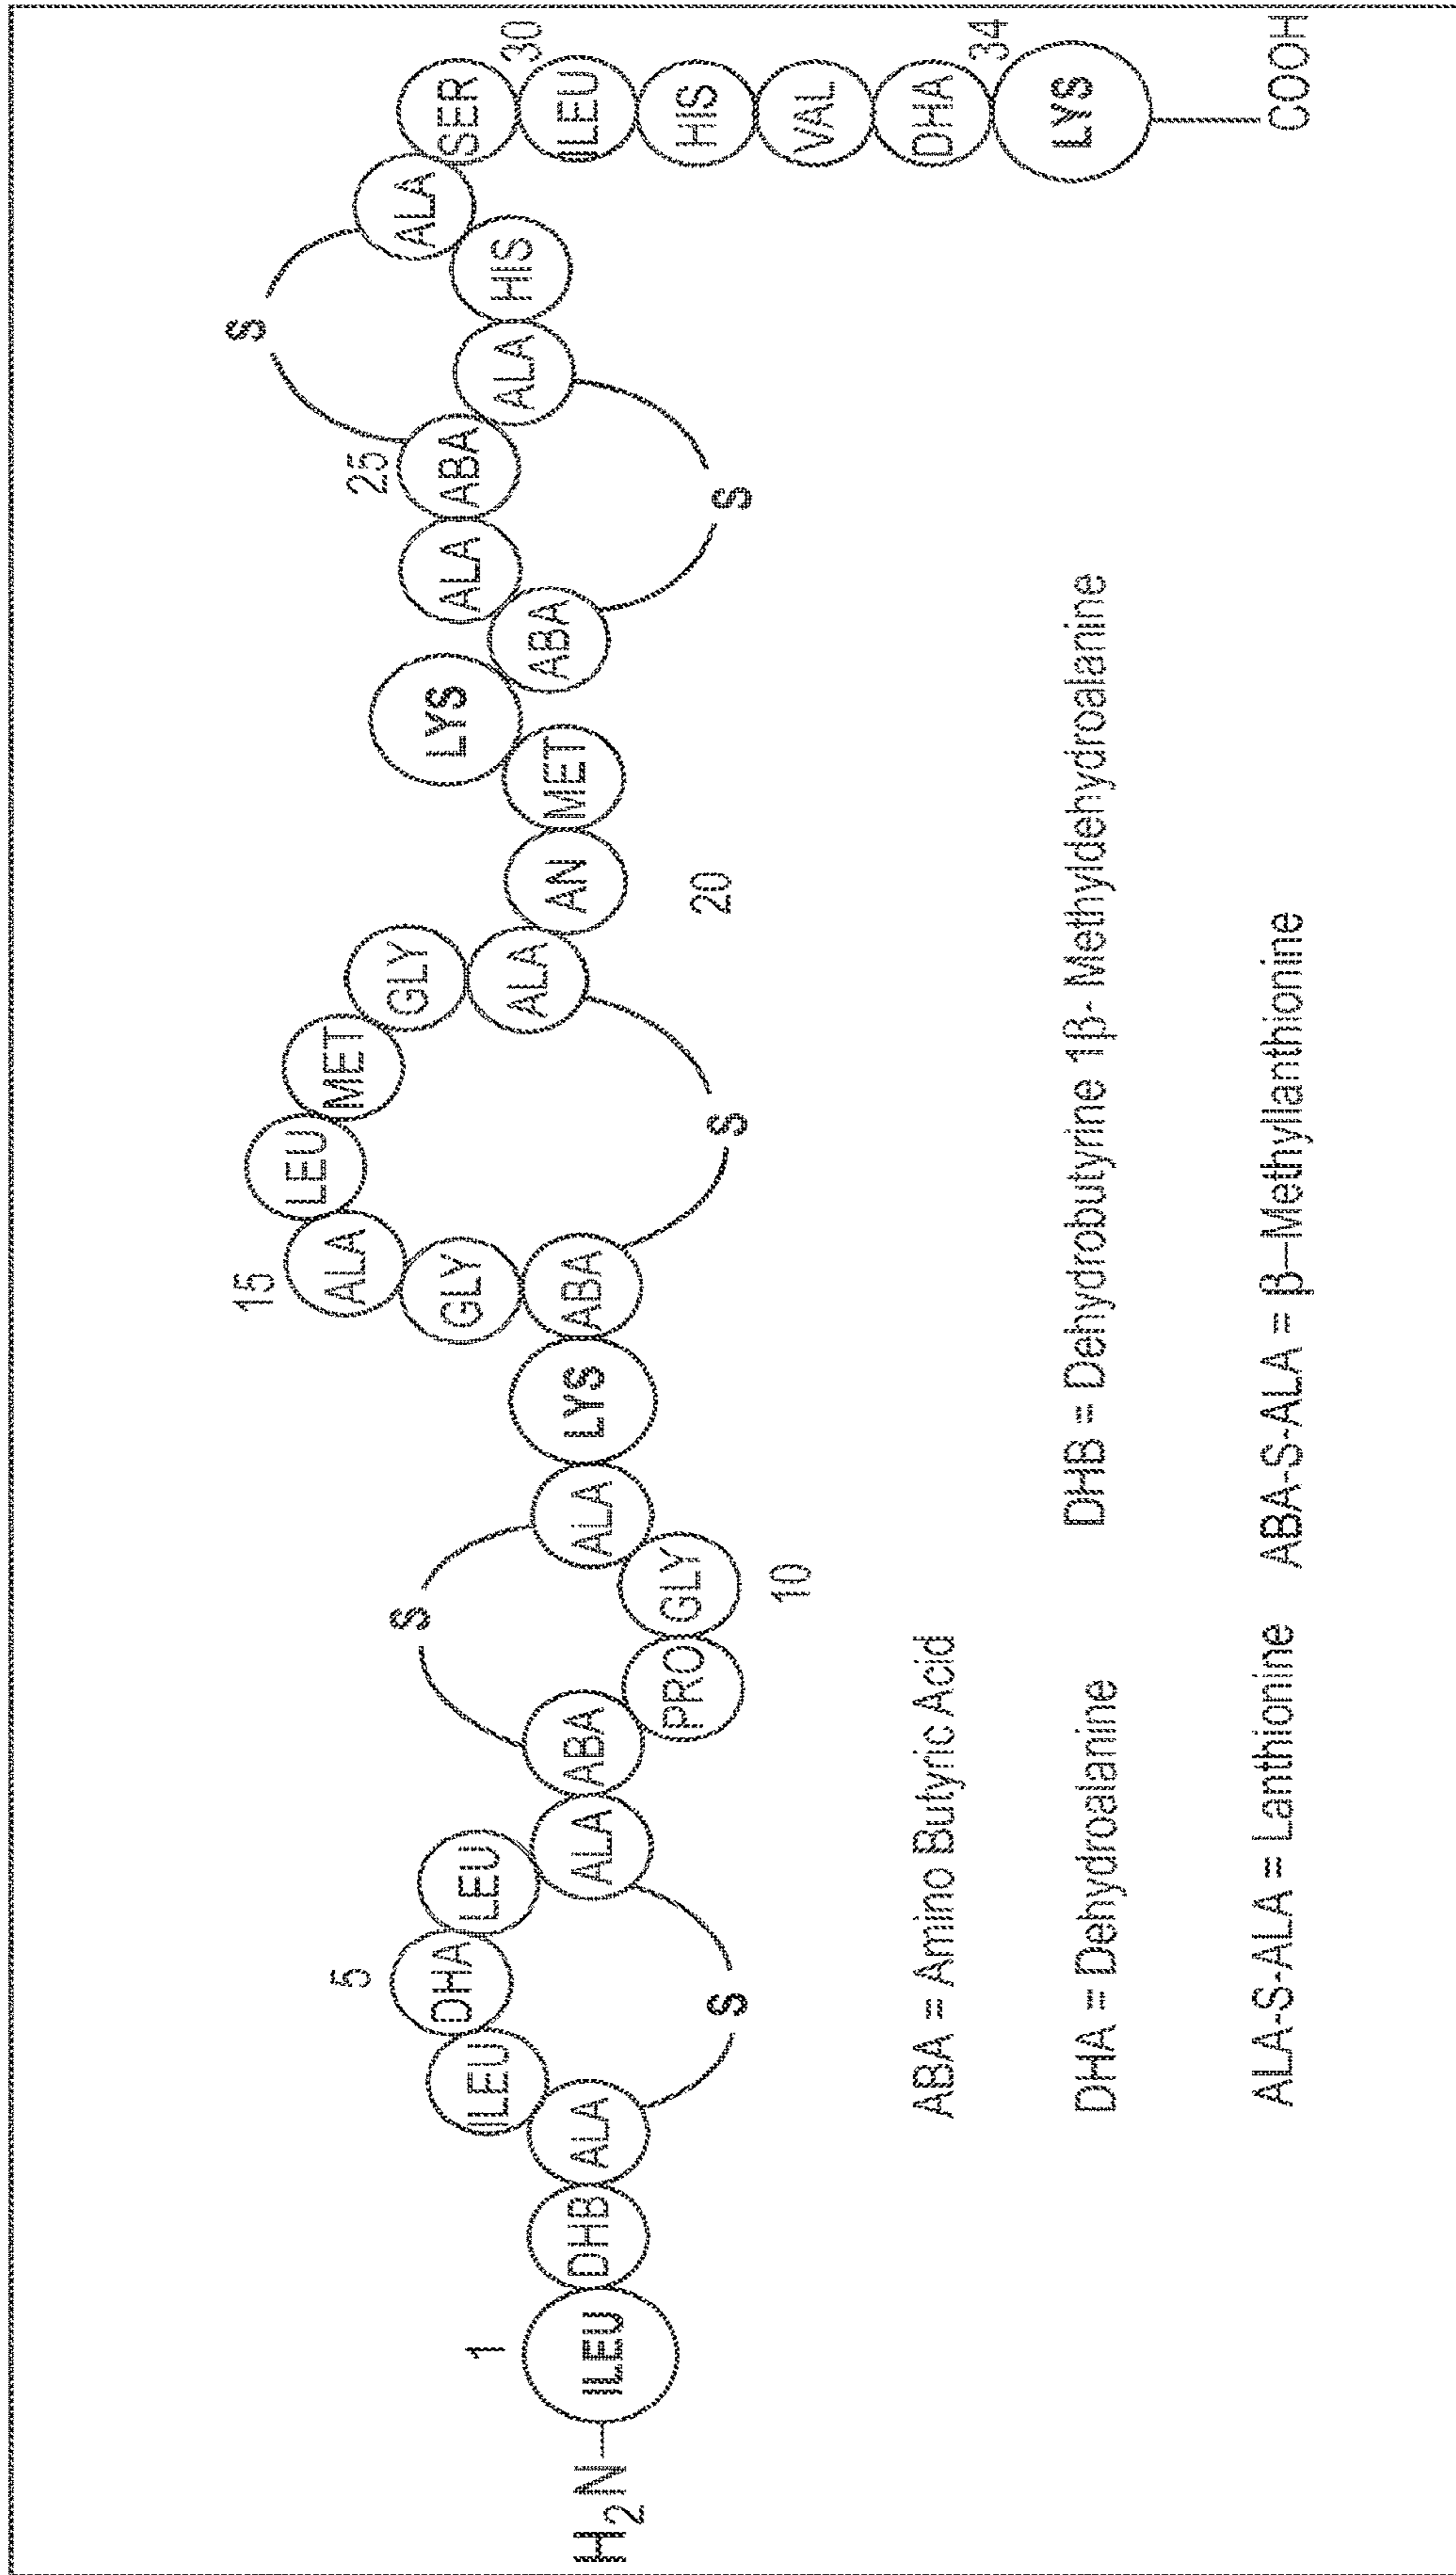 H2N ILEU DHB ALA ILEU DHA LEU ALA ABA PRO GLY ALA LYS ABA GLY ALA LEU MET GLY ALA AN MET LYS ABA ALA ABA ALA HIS ALA SER ILEU HIS VAL DHA LYS COOH
1 5 10 15 20 25 30 34
S S S S S
ABA = Amino Butyric Acid
DHA = Dehydroalanine
DHB = Dehydrobutyrine 1β- Methyldehydroalanine
ALA-S-ALA = Lanthionine
ABA-S-ALA = β–Methyllanthionine